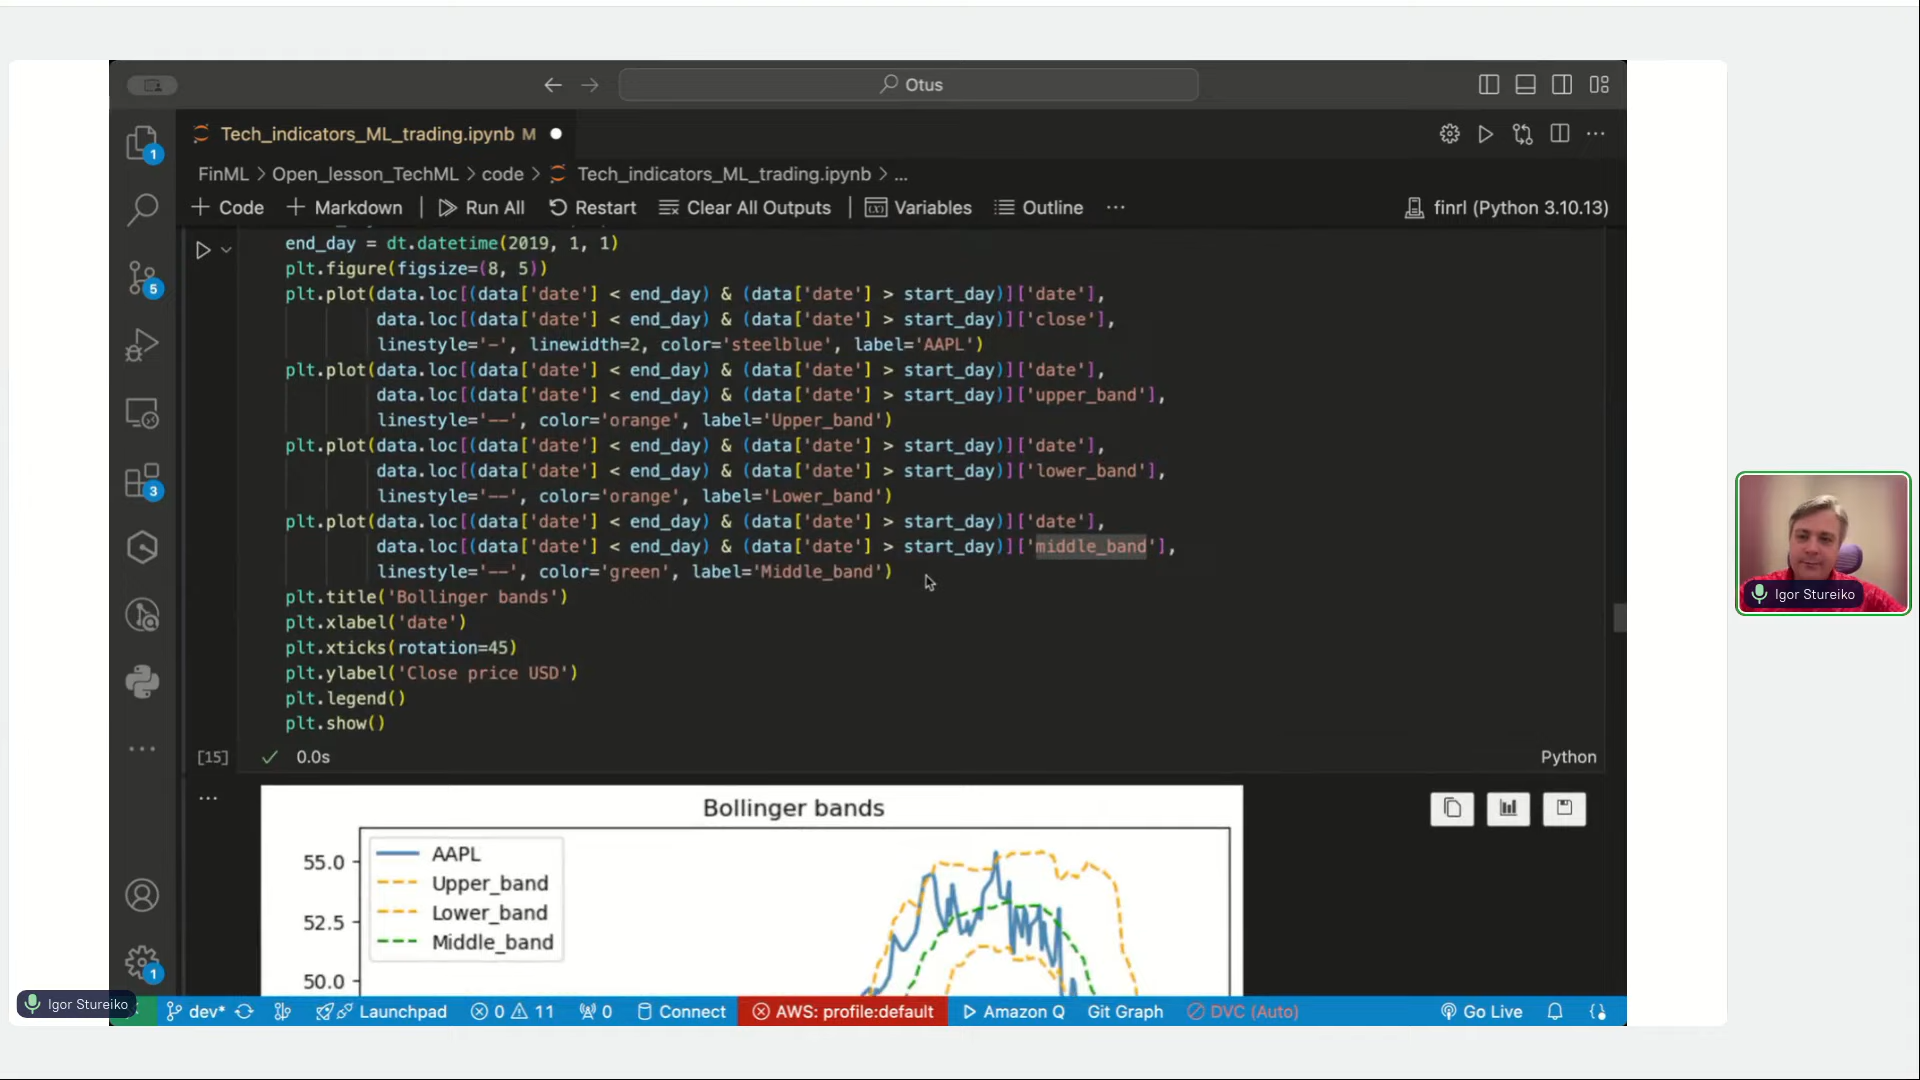 Otus
Tech_indicators_ML_trading.ipynb M
FinML > Open_lesson_TechML > code > Tech_indicators_ML_trading.ipynb > ...
+ Code + Markdown Run All Restart Clear All Outputs Variables Outline ... finrl (Python 3.10.13)
end_day = dt.datetime(2019, 1, 1)
plt.figure(figsize=(8, 5))
plt.plot(data.loc[(data['date'] < end_day) & (data['date'] > start_day)]['date'],
data.loc[(data['date'] < end_day) & (data['date'] > start_day)]['close'],
linestyle='-', linewidth=2, color='steelblue', label='AAPL')
plt.plot(data.loc[(data['date'] < end_day) & (data['date'] > start_day)]['date'],
data.loc[(data['date'] < end_day) & (data['date'] > start_day)]['upper_band'],
linestyle='--', color='orange', label='Upper_band')
plt.plot(data.loc[(data['date'] < end_day) & (data['date'] > start_day)]['date'],
data.loc[(data['date'] < end_day) & (data['date'] > start_day)]['lower_band'],
linestyle='--', color='orange', label='Lower_band')
plt.plot(data.loc[(data['date'] < end_day) & (data['date'] > start_day)]['date'],
data.loc[(data['date'] < end_day) & (data['date'] > start_day)]['middle_band'],
linestyle='--', color='green', label='Middle_band')
plt.title('Bollinger bands')
plt.xlabel('date')
plt.xticks(rotation=45)
plt.ylabel('Close price USD')
plt.legend()
plt.show()
[15] 0.0s Python
Bollinger bands
AAPL
Upper_band
Lower_band
Middle_band
55.0
52.5
50.0
1
5
3
1
dev* Launchpad 0 11 0 Connect AWS: profile:default Amazon Q Git Graph DVC (Auto) Go Live
Igor Stureiko
Igor Stureiko